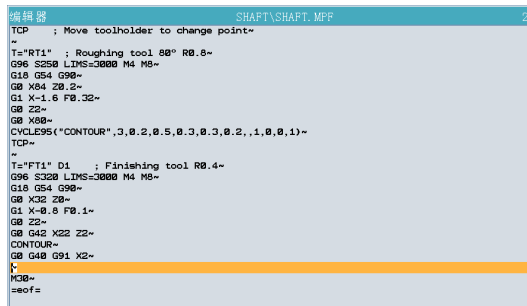 编辑器 SHAFT\SHAFT.MPF 2
TCP ; Move toolholder to change point~
~
T="RT1" ; Roughing tool 80° R0.8~
G96 S250 LIMS=3000 M4 M8~
G18 G54 G90~
G0 X84 Z0.2~
G1 X-1.6 F0.32~
G0 Z2~
G0 X80~
CYCLE95("CONTOUR",3,0.2,0.5,0.3,0.3,0.2,,1,0,0,1)~
TCP~
~
T="FT1" D1 ; Finishing tool R0.4~
G96 S320 LIMS=3000 M4 M8~
G18 G54 G90~
G0 X32 Z0~
G1 X-0.8 F0.1~
G0 Z2~
G0 G42 X22 Z2~
CONTOUR~
G0 G40 G91 X2~
~
M30~
=eof=